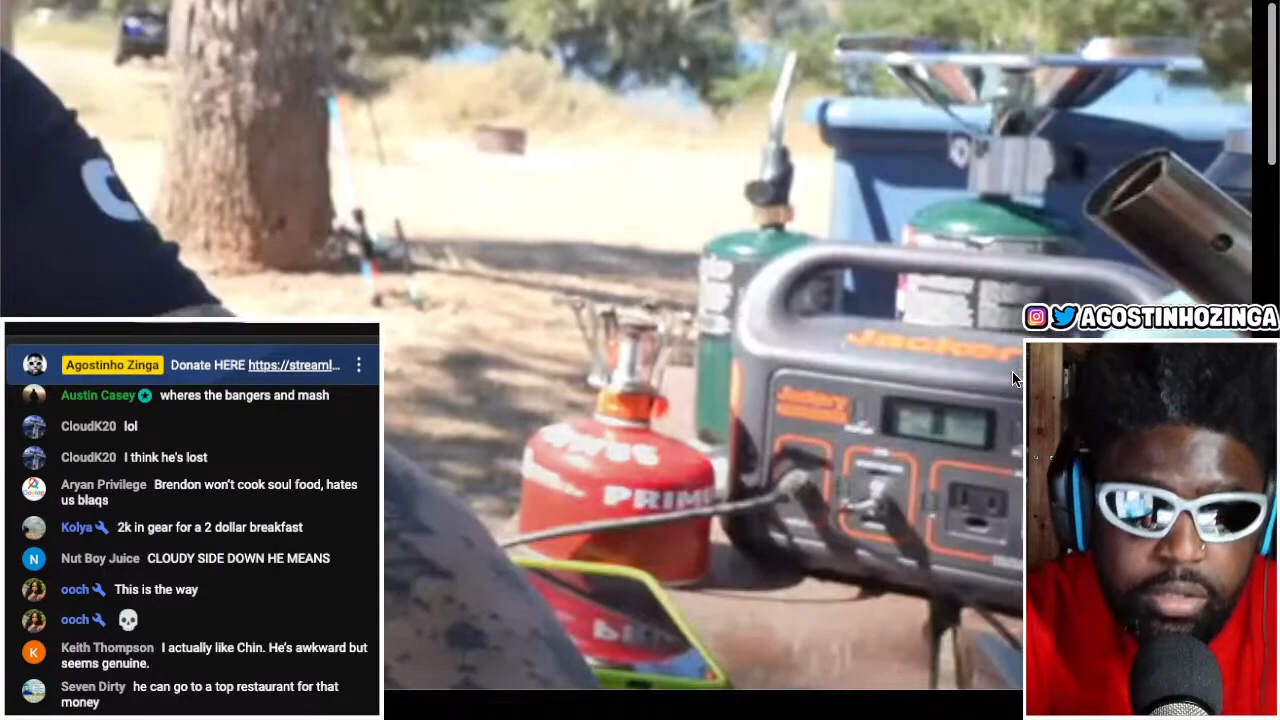 C
Jackery
PRIMUS
AGOSTINHOZINGA
Agostinho Zinga Donate HERE https://streaml...
Austin Casey wheres the bangers and mash
CloudK20 lol
CloudK20 I think he's lost
Aryan Privilege Brendon won't cook soul food, hates
us blaqs
Kolya 2k in gear for a 2 dollar breakfast
N Nut Boy Juice CLOUDY SIDE DOWN HE MEANS
ooch This is the way
ooch 💀
K Keith Thompson I actually like Chin. He's awkward but
seems genuine.
Seven Dirty he can go to a top restaurant for that
money